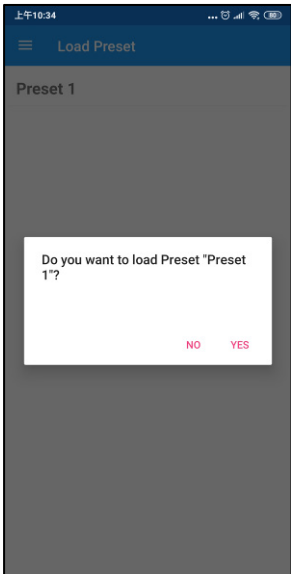 上午10:34 ... 80
Load Preset
Preset 1
Do you want to load Preset "Preset
1"?
NO YES